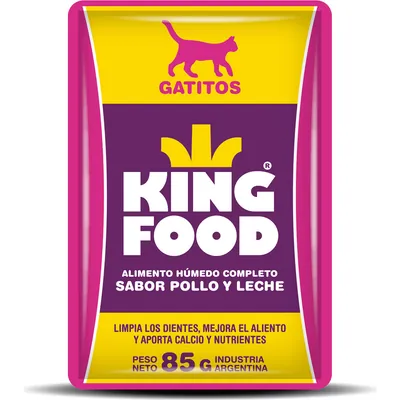 GATITOS
KING®
FOOD
ALIMENTO HÚMEDO COMPLETO
SABOR POLLO Y LECHE
LIMPIA LOS DIENTES, MEJORA EL ALIENTO
Y APORTA CALCIO Y NUTRIENTES
PESO NETO 85 G INDUSTRIA ARGENTINA